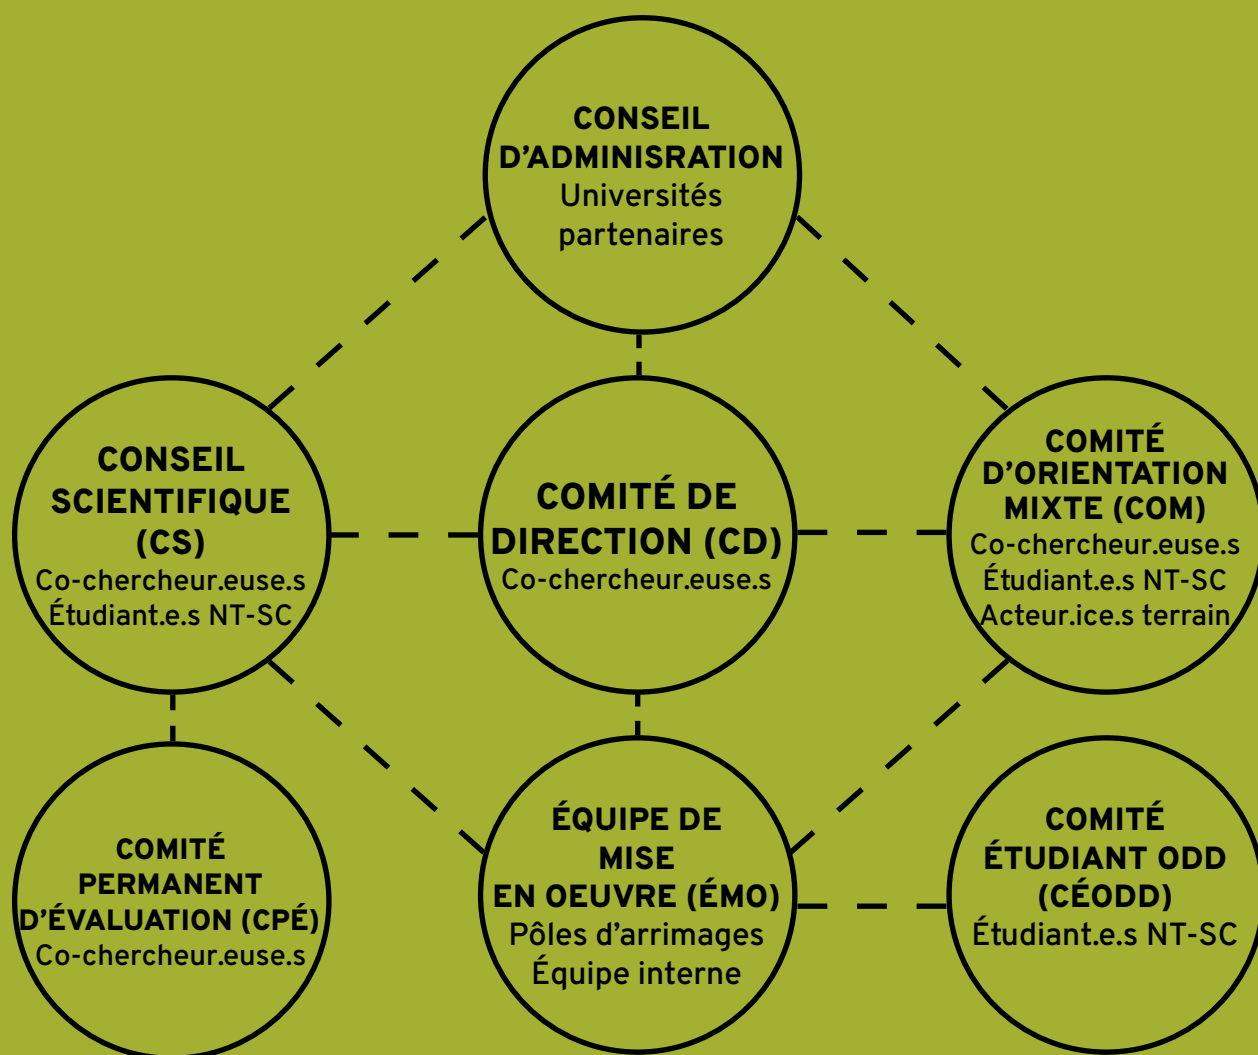 CONSEIL
D'ADMINISRATION
Universités
partenaires
CONSEIL
SCIENTIFIQUE
(CS)
Co-chercheur.euse.s
Étudiant.e.s NT-SC
COMITÉ DE
DIRECTION (CD)
Co-chercheur.euse.s
COMITÉ
D'ORIENTATION
MIXTE (COM)
Co-chercheur.euse.s
Étudiant.e.s NT-SC
Acteur.ice.s terrain
COMITÉ
PERMANENT
D'ÉVALUATION (CPÉ)
Co-chercheur.euse.s
ÉQUIPE DE
MISE
EN OEUVRE (ÉMO)
Pôles d'arrimages
Équipe interne
COMITÉ
ÉTUDIANT ODD
(CÉODD)
Étudiant.e.s NT-SC